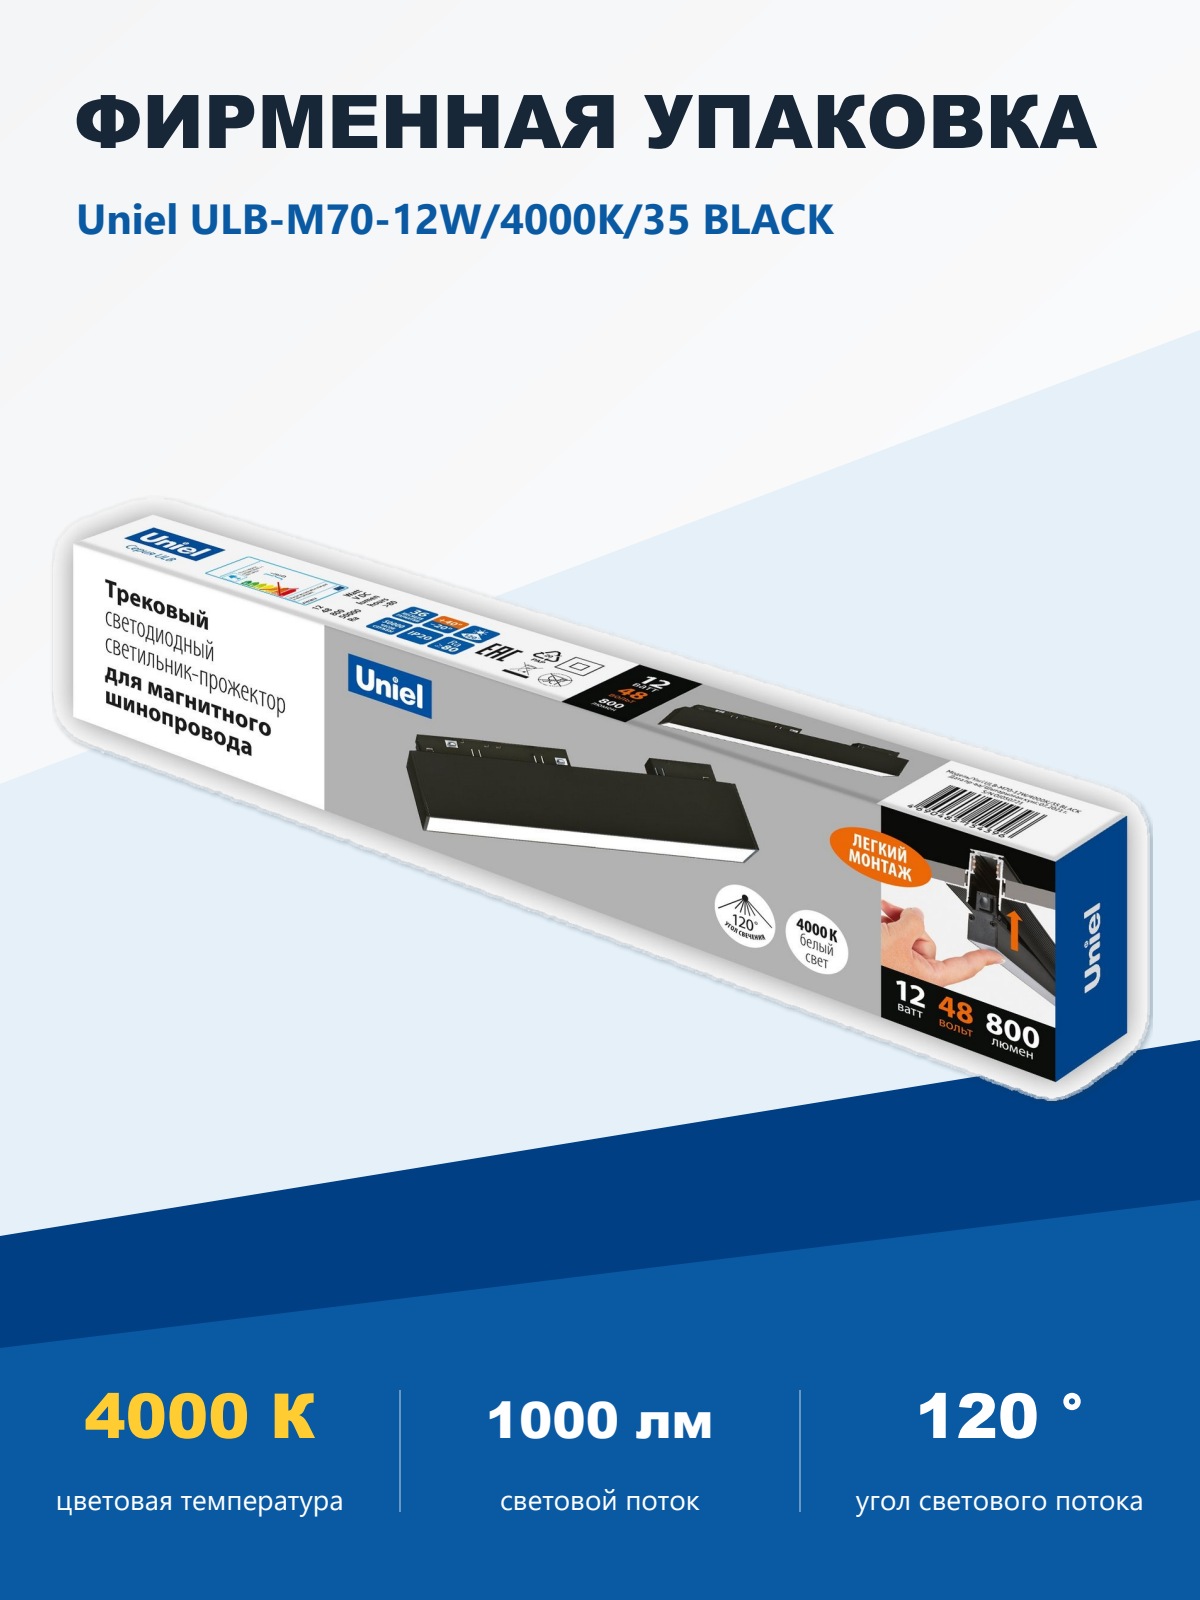 ФИРМЕННАЯ УПАКОВКА
Uniel ULB-M70-12W/4000K/35 BLACK
Uniel
Серия ULB
Трековый
светодиодный
светильник-прожектор
для магнитного
шинопровода
IP20
EAC
12
ватт
48
вольт
800
люмен
Uniel
ЛЕГКИЙ
МОНТАЖ
120°
УГОЛ СВЕЧЕНИЯ
4000 К
белый
свет
12
ватт
48
вольт
800
люмен
Uniel
4000 К
цветовая температура
1000 лм
световой поток
120 °
угол светового потока